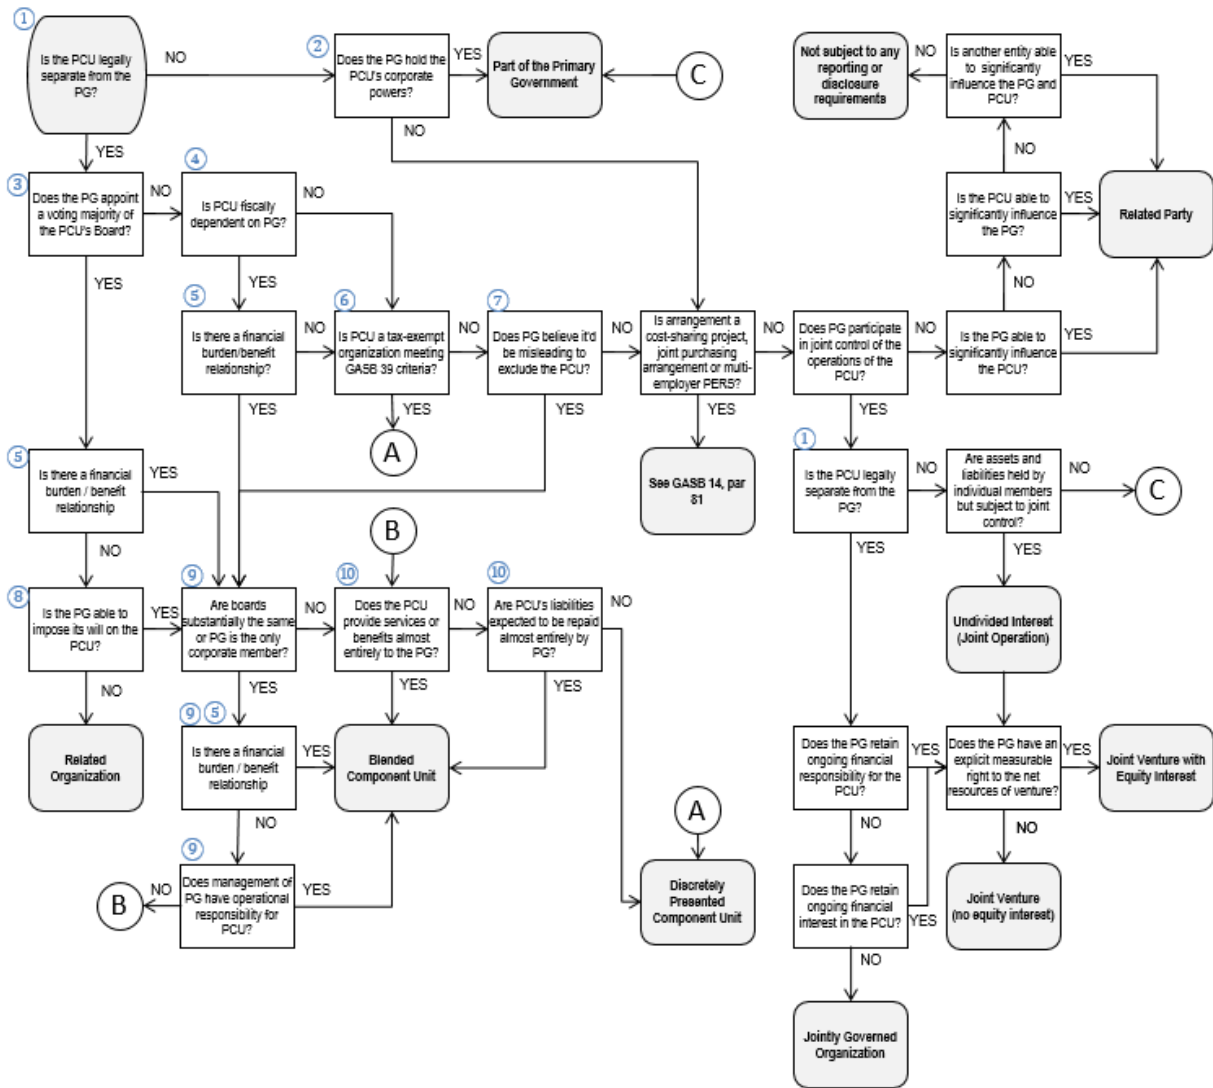 1
Is the PCU legally
separate from the
PG?
NO
2
Does the PG hold the
PCU's corporate
powers?
YES
Part of the Primary
Government
C
Not subject to any
reporting or
disclosure
requirements
NO
Is another entity able
to significantly
influence the PG and
PCU?
YES
YES
NO
NO
3
Does the PG appoint
a voting majority of
the PCU's Board?
NO
4
Is PCU fiscally
dependent on PG?
NO
Is the PCU able to
significantly influence
the PG?
YES
Related Party
YES
YES
NO
5
Is there a financial
burden/benefit
relationship?
NO
6
Is PCU a tax-exempt
organization meeting
GASB 39 criteria?
NO
7
Does PG believe it'd
be misleading to
exclude the PCU?
NO
Is arrangement a
cost-sharing project,
joint purchasing
arrangement or multi-
employer PERS?
NO
Does PG participate
in joint control of the
operations of the
PCU?
NO
Is the PG able to
significantly influence
the PCU?
YES
YES
YES
YES
YES
YES
A
5
Is there a financial
burden / benefit
relationship
YES
See GASB 14, par
81
1
Is the PCU legally
separate from the
PG?
NO
Are assets and
liabilities held by
individual members
but subject to joint
control?
NO
C
B
NO
YES
YES
8
Is the PG able to
impose its will on the
PCU?
YES
9
Are boards
substantially the same
or PG is the only
corporate member?
NO
10
Does the PCU
provide services or
benefits almost
entirely to the PG?
NO
10
Are PCU's liabilities
expected to be repaid
almost entirely by
PG?
NO
Undivided Interest
(Joint Operation)
NO
YES
YES
YES
Related
Organization
9
5
Is there a financial
burden / benefit
relationship
YES
Blended
Component Unit
Does the PG retain
ongoing financial
responsibility for the
PCU?
YES
Does the PG have an
explicit measurable
right to the net
resources of venture?
YES
Joint Venture with
Equity Interest
NO
A
NO
NO
9
B
NO
Does management of
PG have operational
responsibility for
PCU?
YES
Discretely
Presented
Component Unit
Does the PG retain
ongoing financial
interest in the PCU?
YES
Joint Venture
(no equity interest)
NO
Jointly Governed
Organization